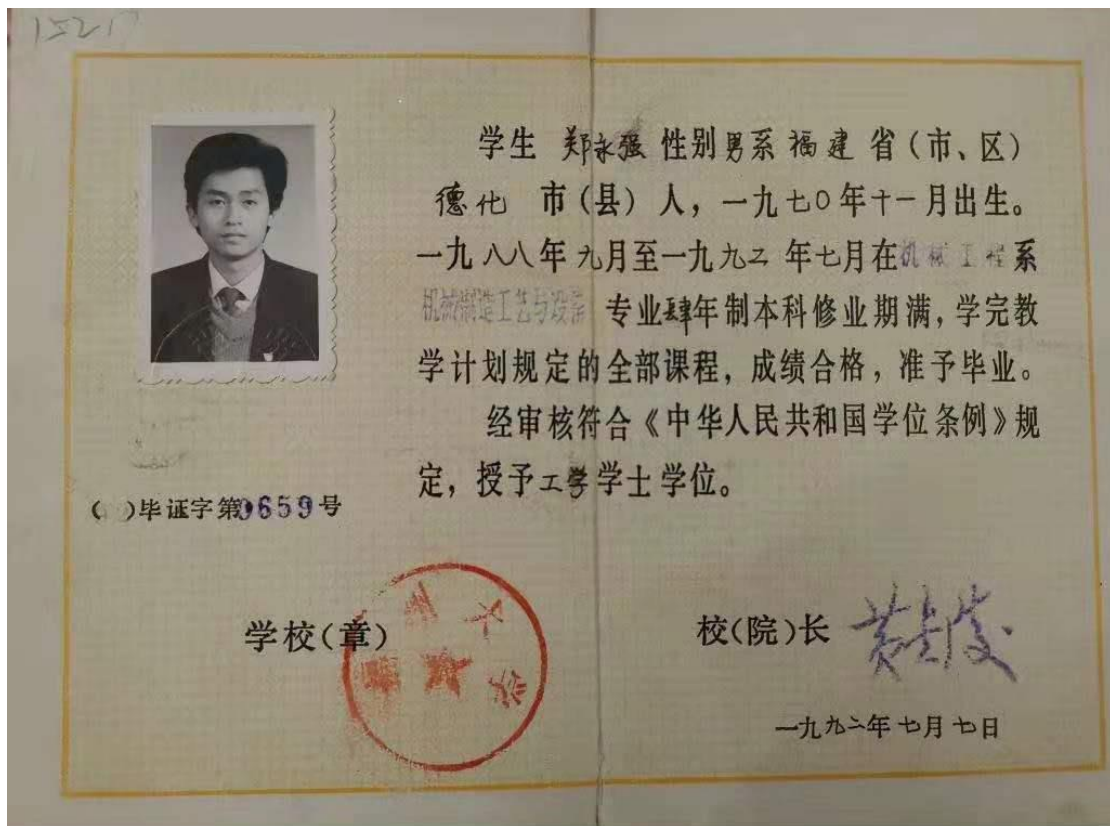 学生 郑永强 性别男系福建省(市、区)
德化 市(县)人,一九七〇年十一月出生。
一九八八年九月至一九九二年七月在机械工程系
机械制造工艺与设备 专业肆年制本科修业期满,学完教
学计划规定的全部课程,成绩合格,准予毕业。
经审核符合《中华人民共和国学位条例》规
定,授予工学学士学位。
( )毕证字第0659号
学校(章)
校(院)长
一九九二年七月七日